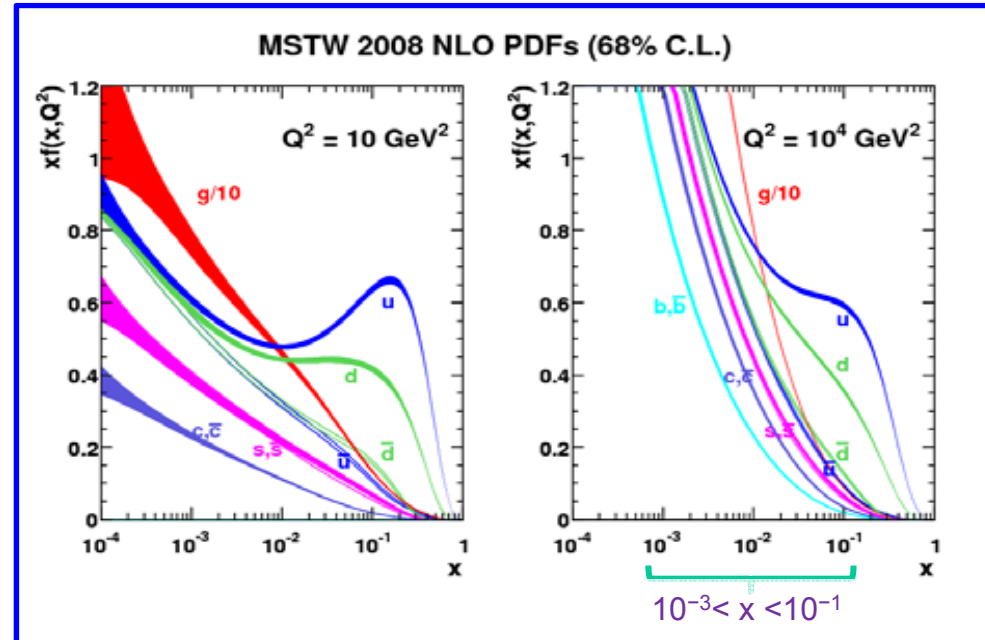 MSTW 2008 NLO PDFs (68% C.L.)
xf(x,Q²)
1.2
1
0.8
0.6
0.4
0.2
0
Q² = 10 GeV²
g/10
u
d
c,c̅
s,s̅
u̅
d̅
10⁻⁴ 10⁻³ 10⁻² 10⁻¹ 1
x
xf(x,Q²)
1.2
1
0.8
0.6
0.4
0.2
0
Q² = 10⁴ GeV²
g/10
b,b̅
u
d
c,c̅
s,s̅
d̅
u̅
10⁻⁴ 10⁻³ 10⁻² 10⁻¹ 1
x
10⁻³< x <10⁻¹